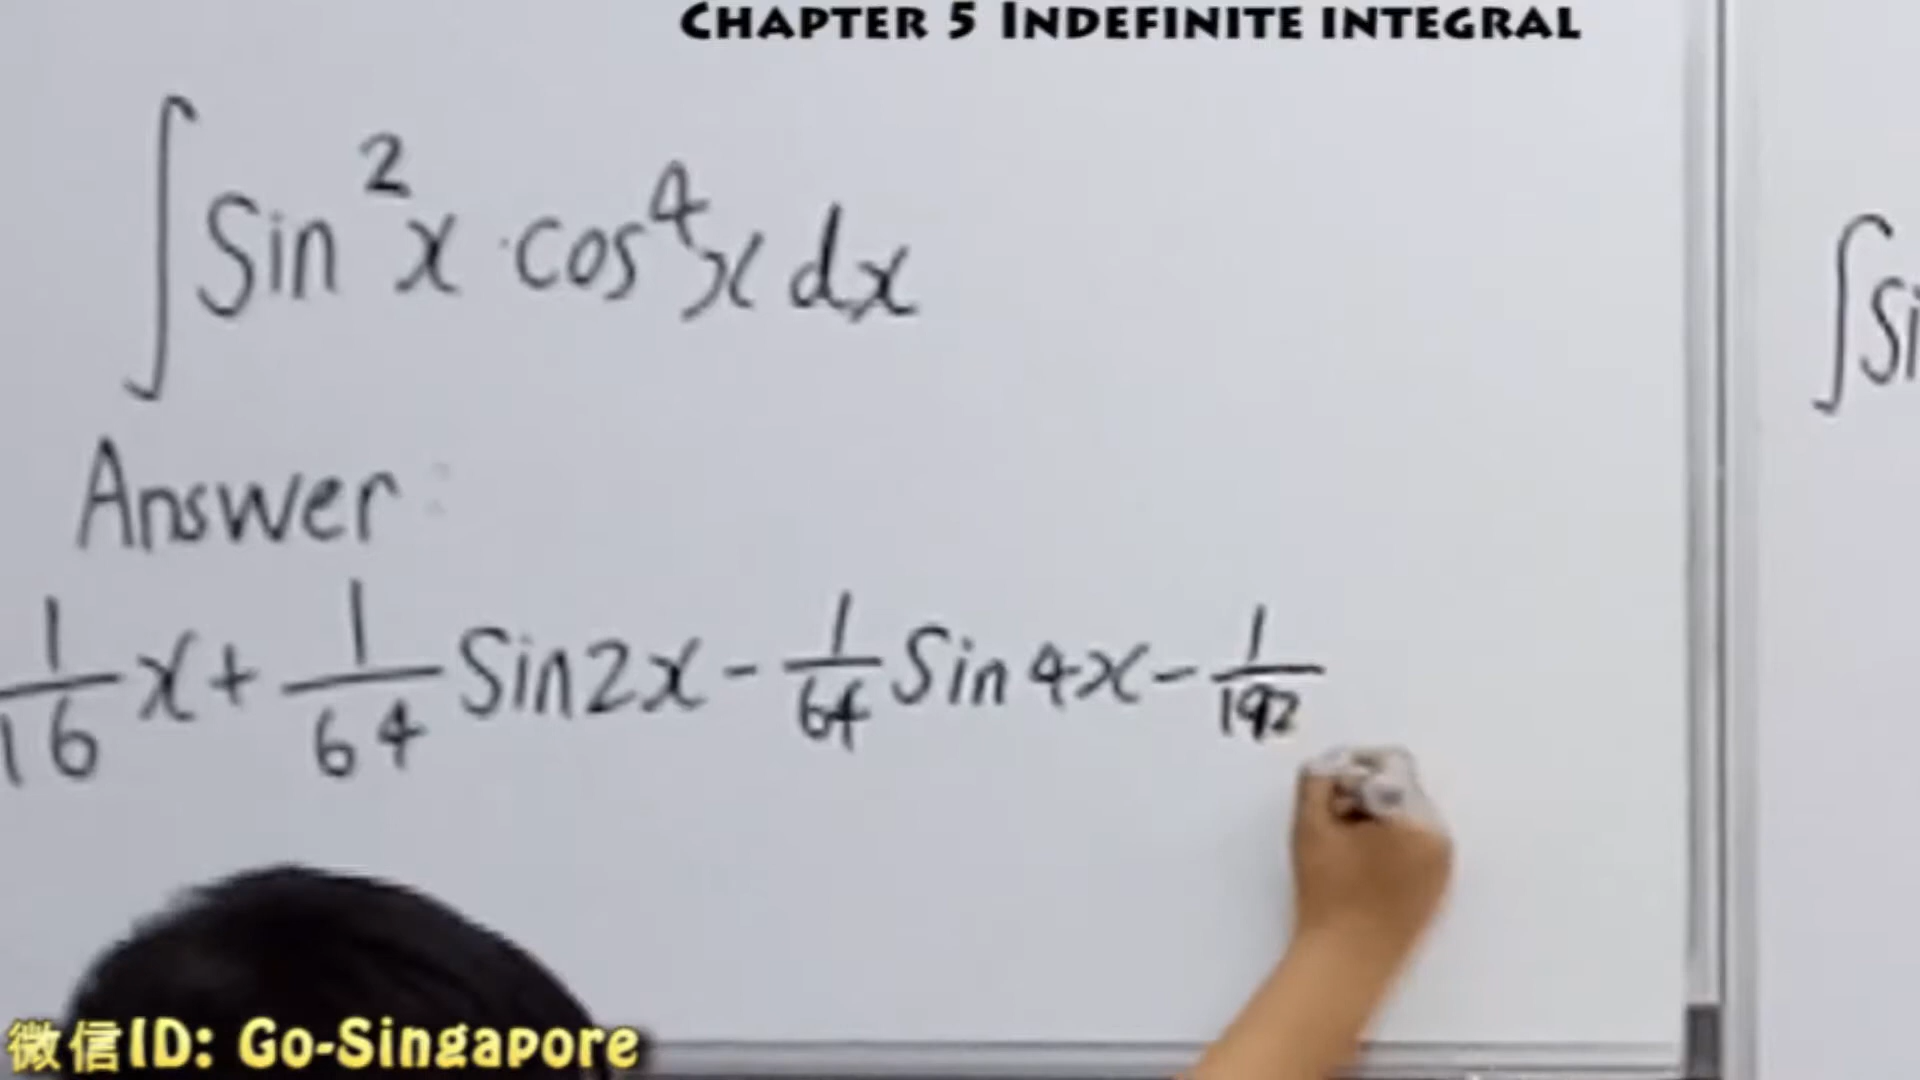 CHAPTER 5 INDEFINITE INTEGRAL
∫ Sin²x · cos⁴x dx
∫Si
Answer:
1/16 x + 1/64 Sin2x - 1/64 Sin4x - 1/192
微信ID: Go-Singapore